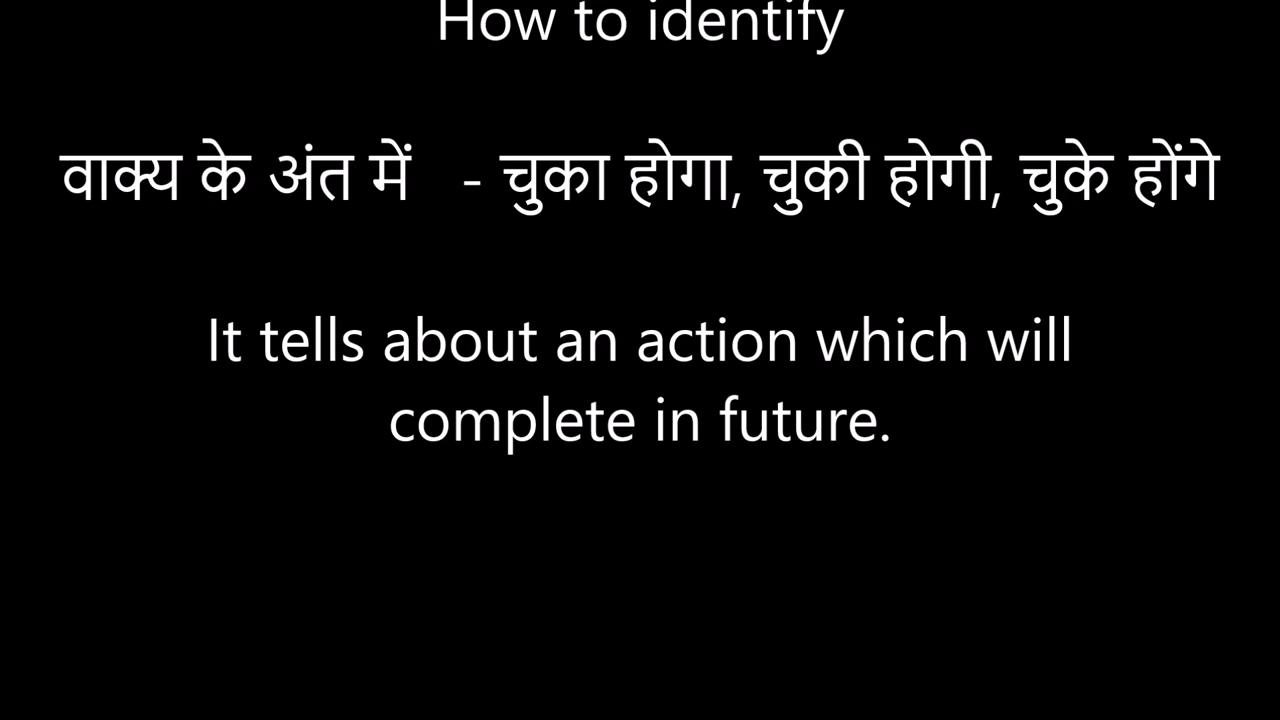 How to identify
वाक्य के अंत में - चुका होगा, चुकी होगी, चुके होंगे
It tells about an action which will
complete in future.